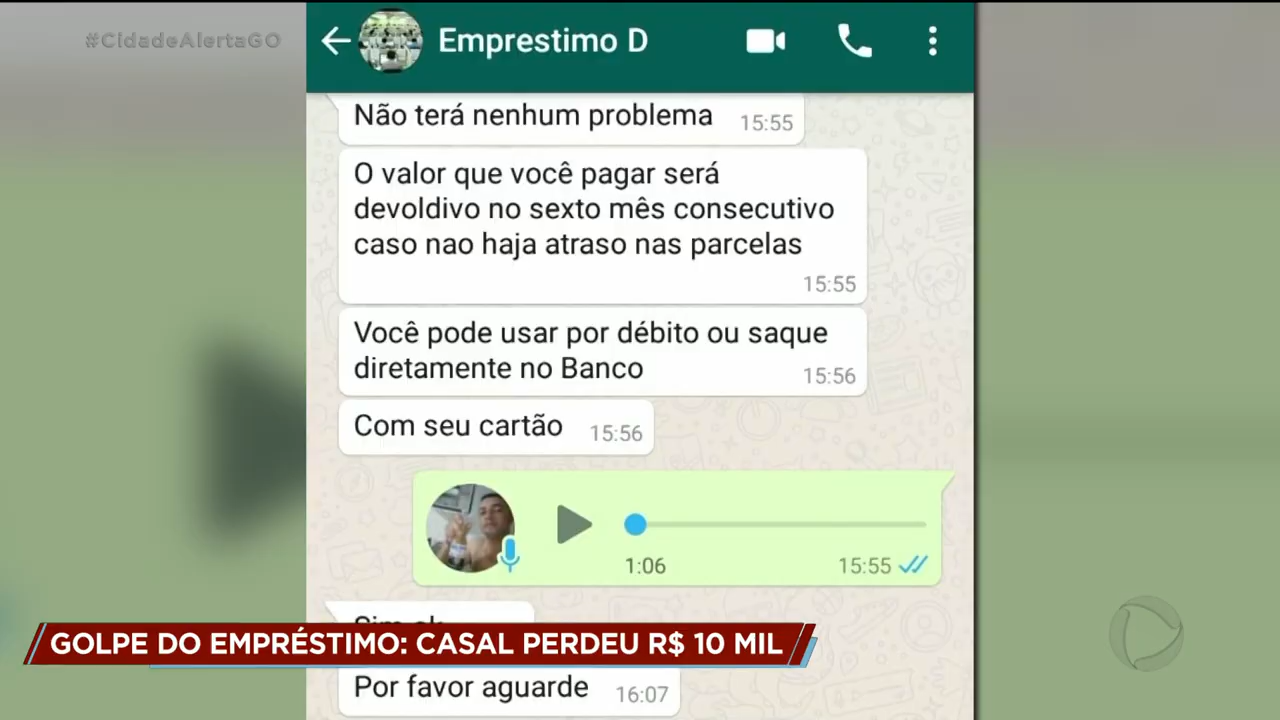 #CidadeAlertaGO
Emprestimo D
Não terá nenhum problema
15:55
O valor que você pagar será
devoldivo no sexto mês consecutivo
caso nao haja atraso nas parcelas
15:55
Você pode usar por débito ou saque
diretamente no Banco
15:56
Com seu cartão
15:56
1:06
15:55
Sim ok
GOLPE DO EMPRÉSTIMO: CASAL PERDEU R$ 10 MIL
Por favor aguarde
16:07